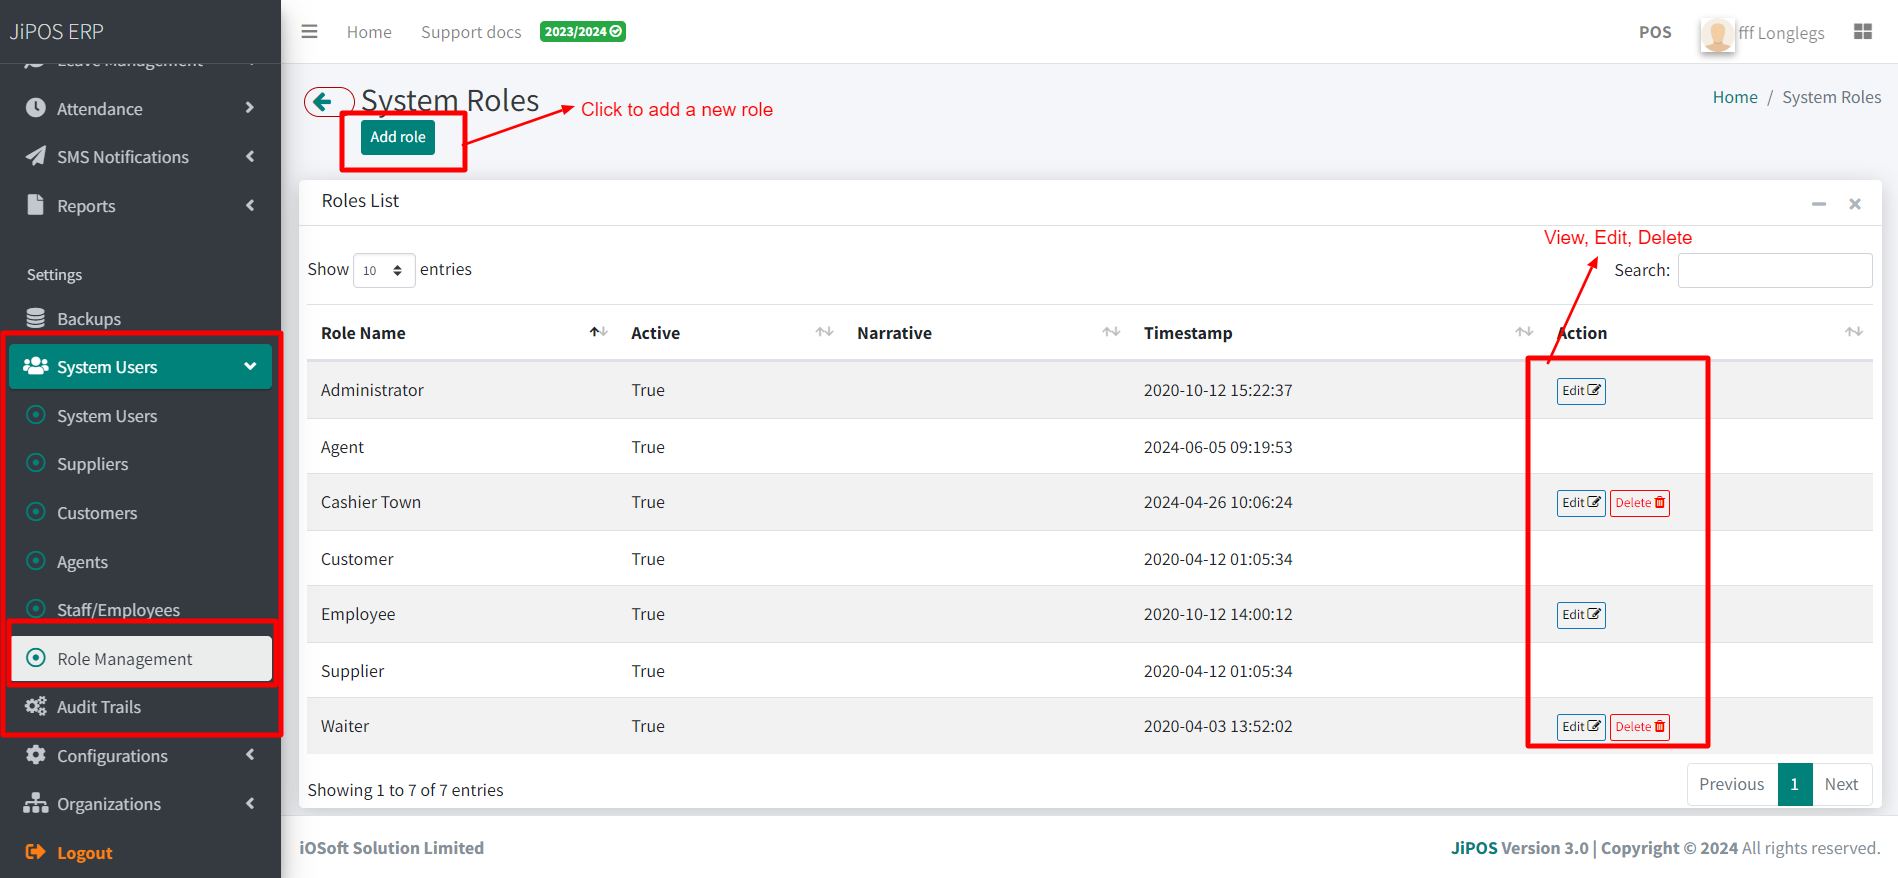 JiPOS ERP
Home
Support docs
2023/2024
POS
fff Longlegs
Leave Management
Attendance
SMS Notifications
Reports
Settings
Backups
System Users
System Users
Suppliers
Customers
Agents
Staff/Employees
Role Management
Audit Trails
Configurations
Organizations
Logout
System Roles
Add role
Click to add a new role
Home / System Roles
Roles List
View, Edit, Delete
Show 10 entries
Search:
Role Name Active Narrative Timestamp Action
Administrator True 2020-10-12 15:22:37 Edit
Agent True 2024-06-05 09:19:53
Cashier Town True 2024-04-26 10:06:24 Edit Delete
Customer True 2020-04-12 01:05:34
Employee True 2020-10-12 14:00:12 Edit
Supplier True 2020-04-12 01:05:34
Waiter True 2020-04-03 13:52:02 Edit Delete
Showing 1 to 7 of 7 entries
Previous 1 Next
iOSoft Solution Limited
JiPOS Version 3.0 | Copyright © 2024 All rights reserved.